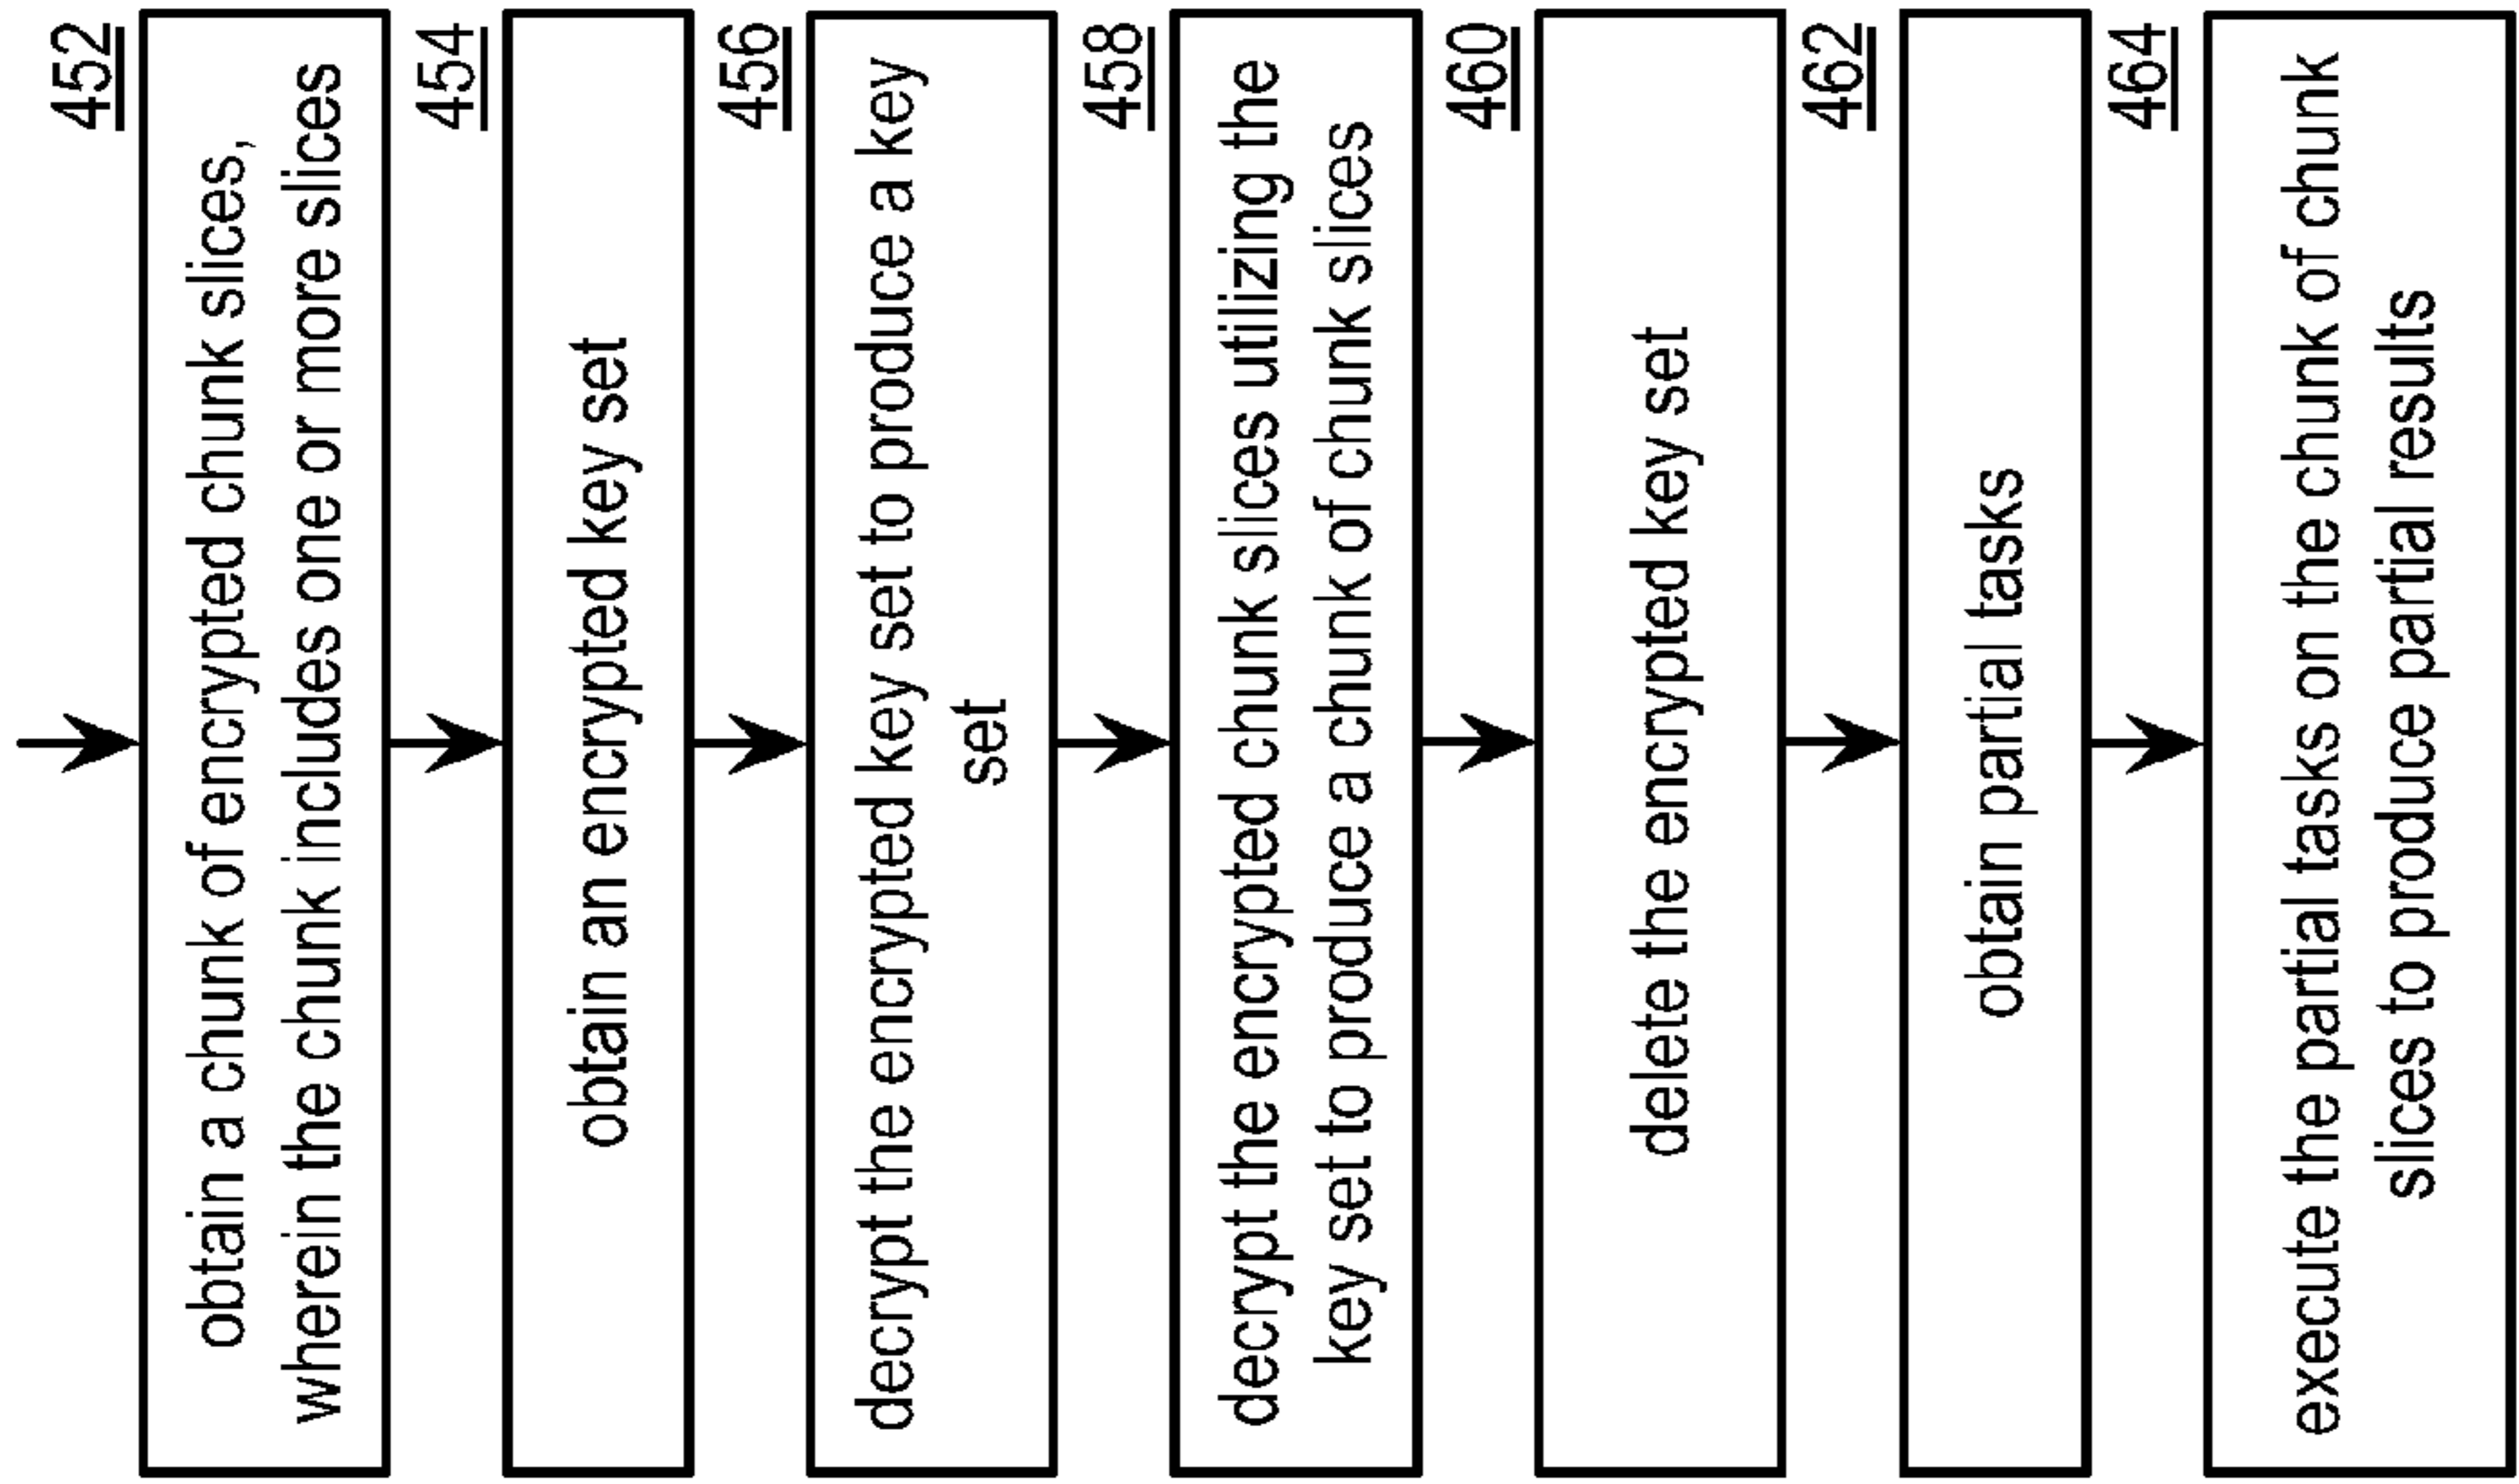 452
obtain a chunk of encrypted chunk slices,
wherein the chunk includes one or more slices
454
obtain an encrypted key set
456
decrypt the encrypted key set to produce a key
set
458
decrypt the encrypted chunk slices utilizing the
key set to produce a chunk of chunk slices
460
delete the encrypted key set
462
obtain partial tasks
464
execute the partial tasks on the chunk of chunk
slices to produce partial results